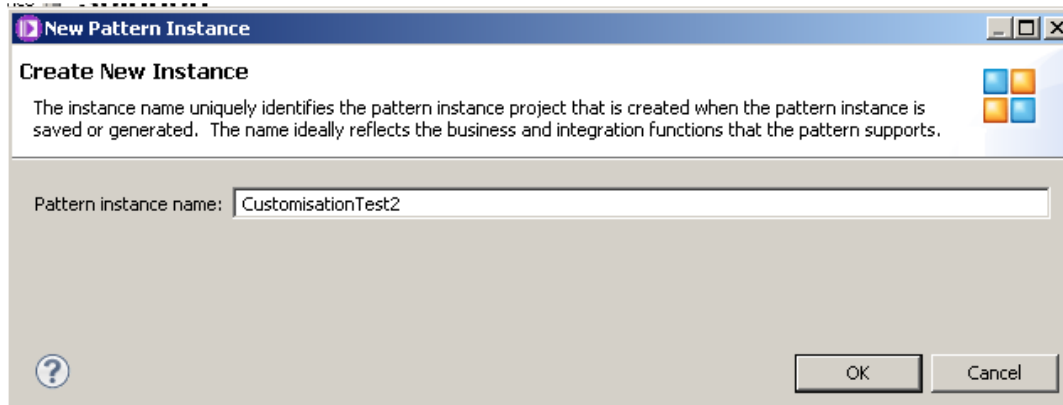 New Pattern Instance
Create New Instance
The instance name uniquely identifies the pattern instance project that is created when the pattern instance is
saved or generated. The name ideally reflects the business and integration functions that the pattern supports.
Pattern instance name: CustomisationTest2
OK Cancel